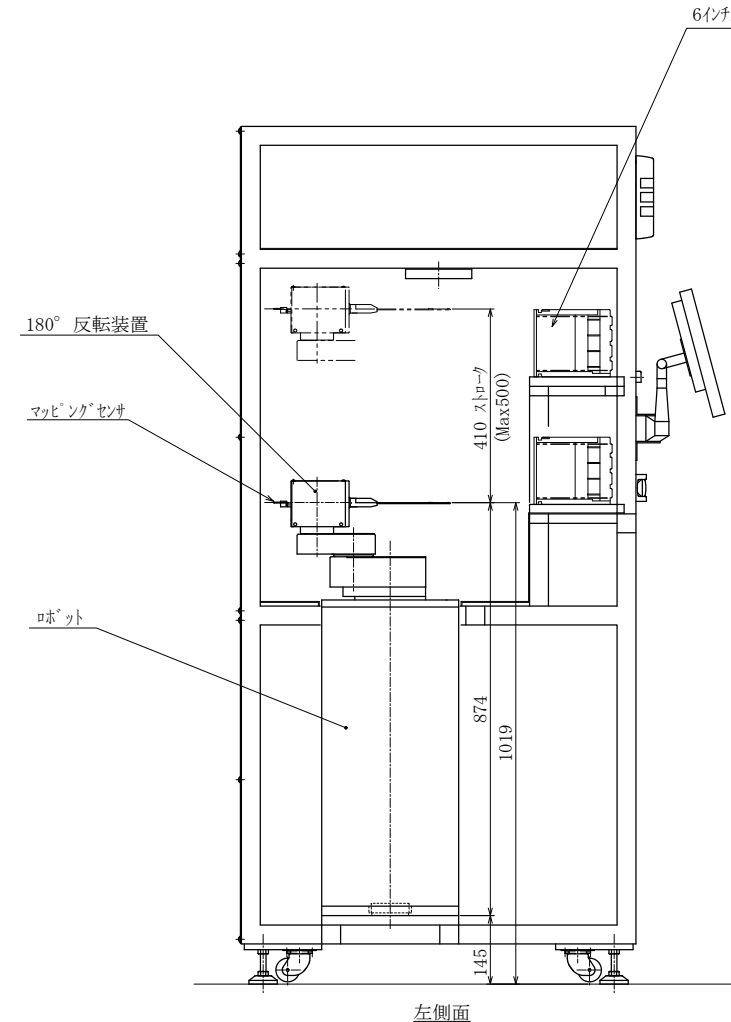 6インチ
180° 反転装置
マッピングセンサ
410 ストローク
(Max500)
ロボット
874
1019
145
左側面